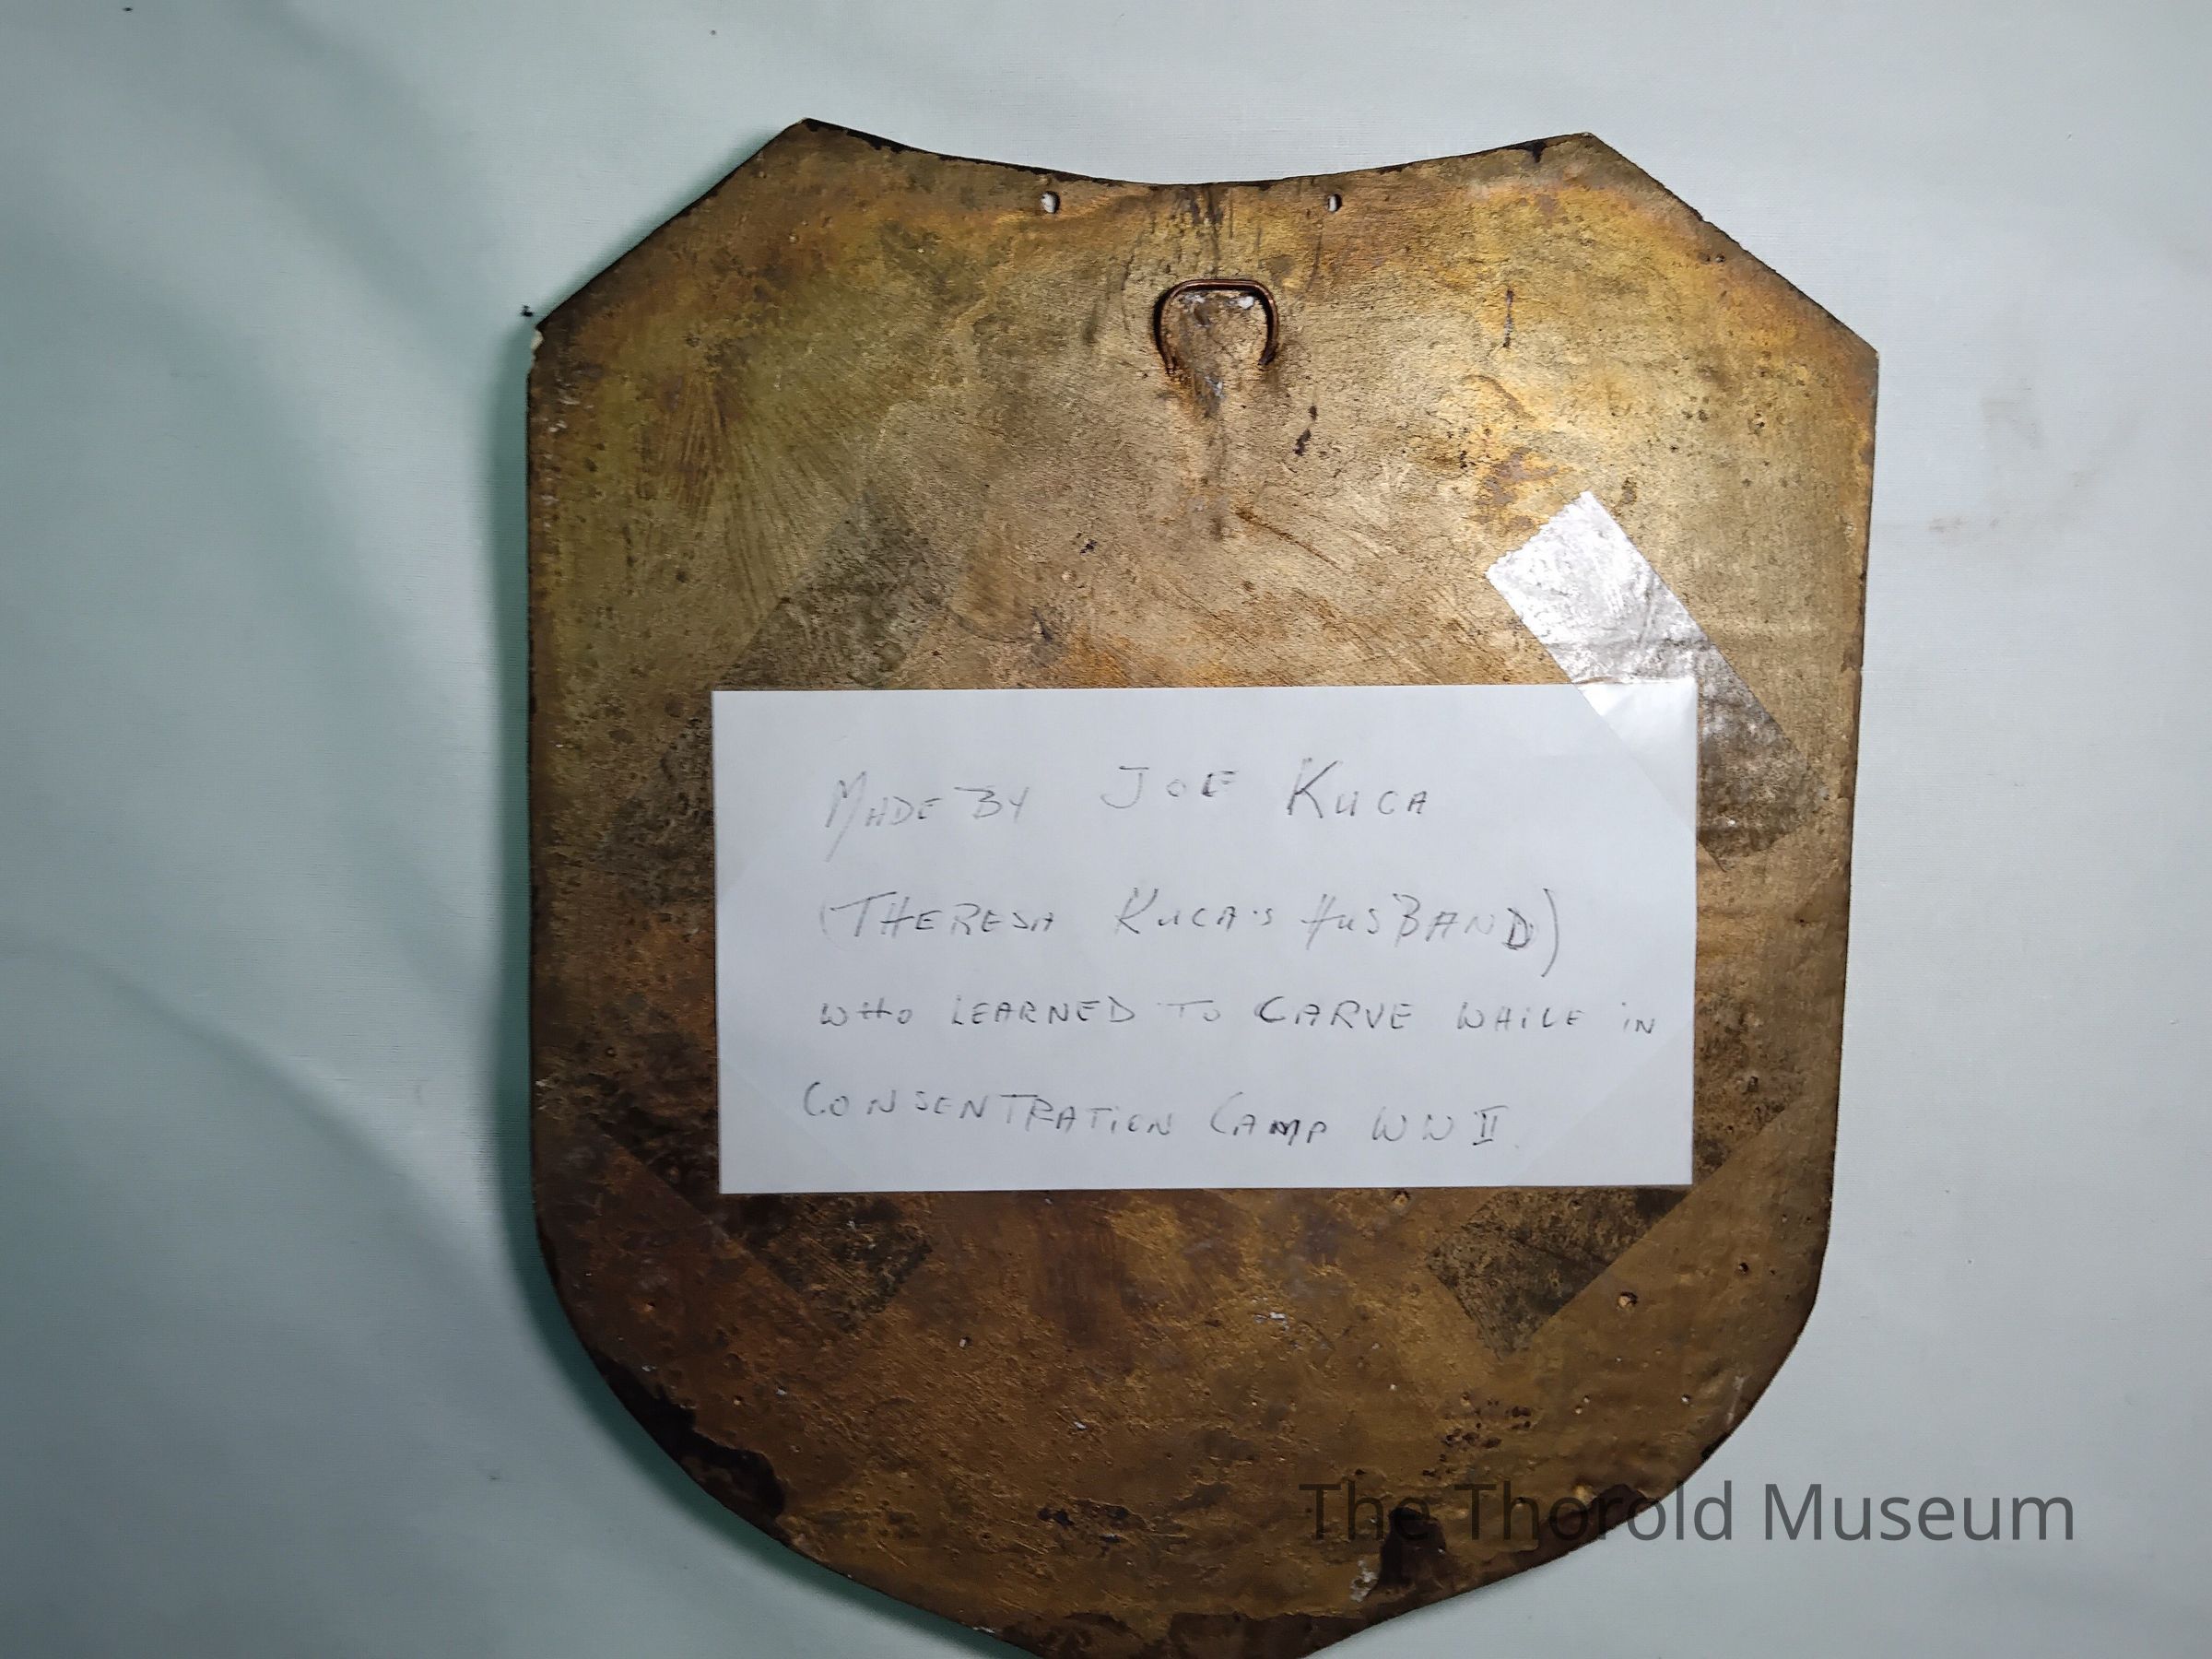 MADE BY JOE KUCA
(THERESA KUCA'S HUSBAND)
WHO LEARNED TO CARVE WHILE IN
CONSENTRATION CAMP WW II
The Thorold Museum